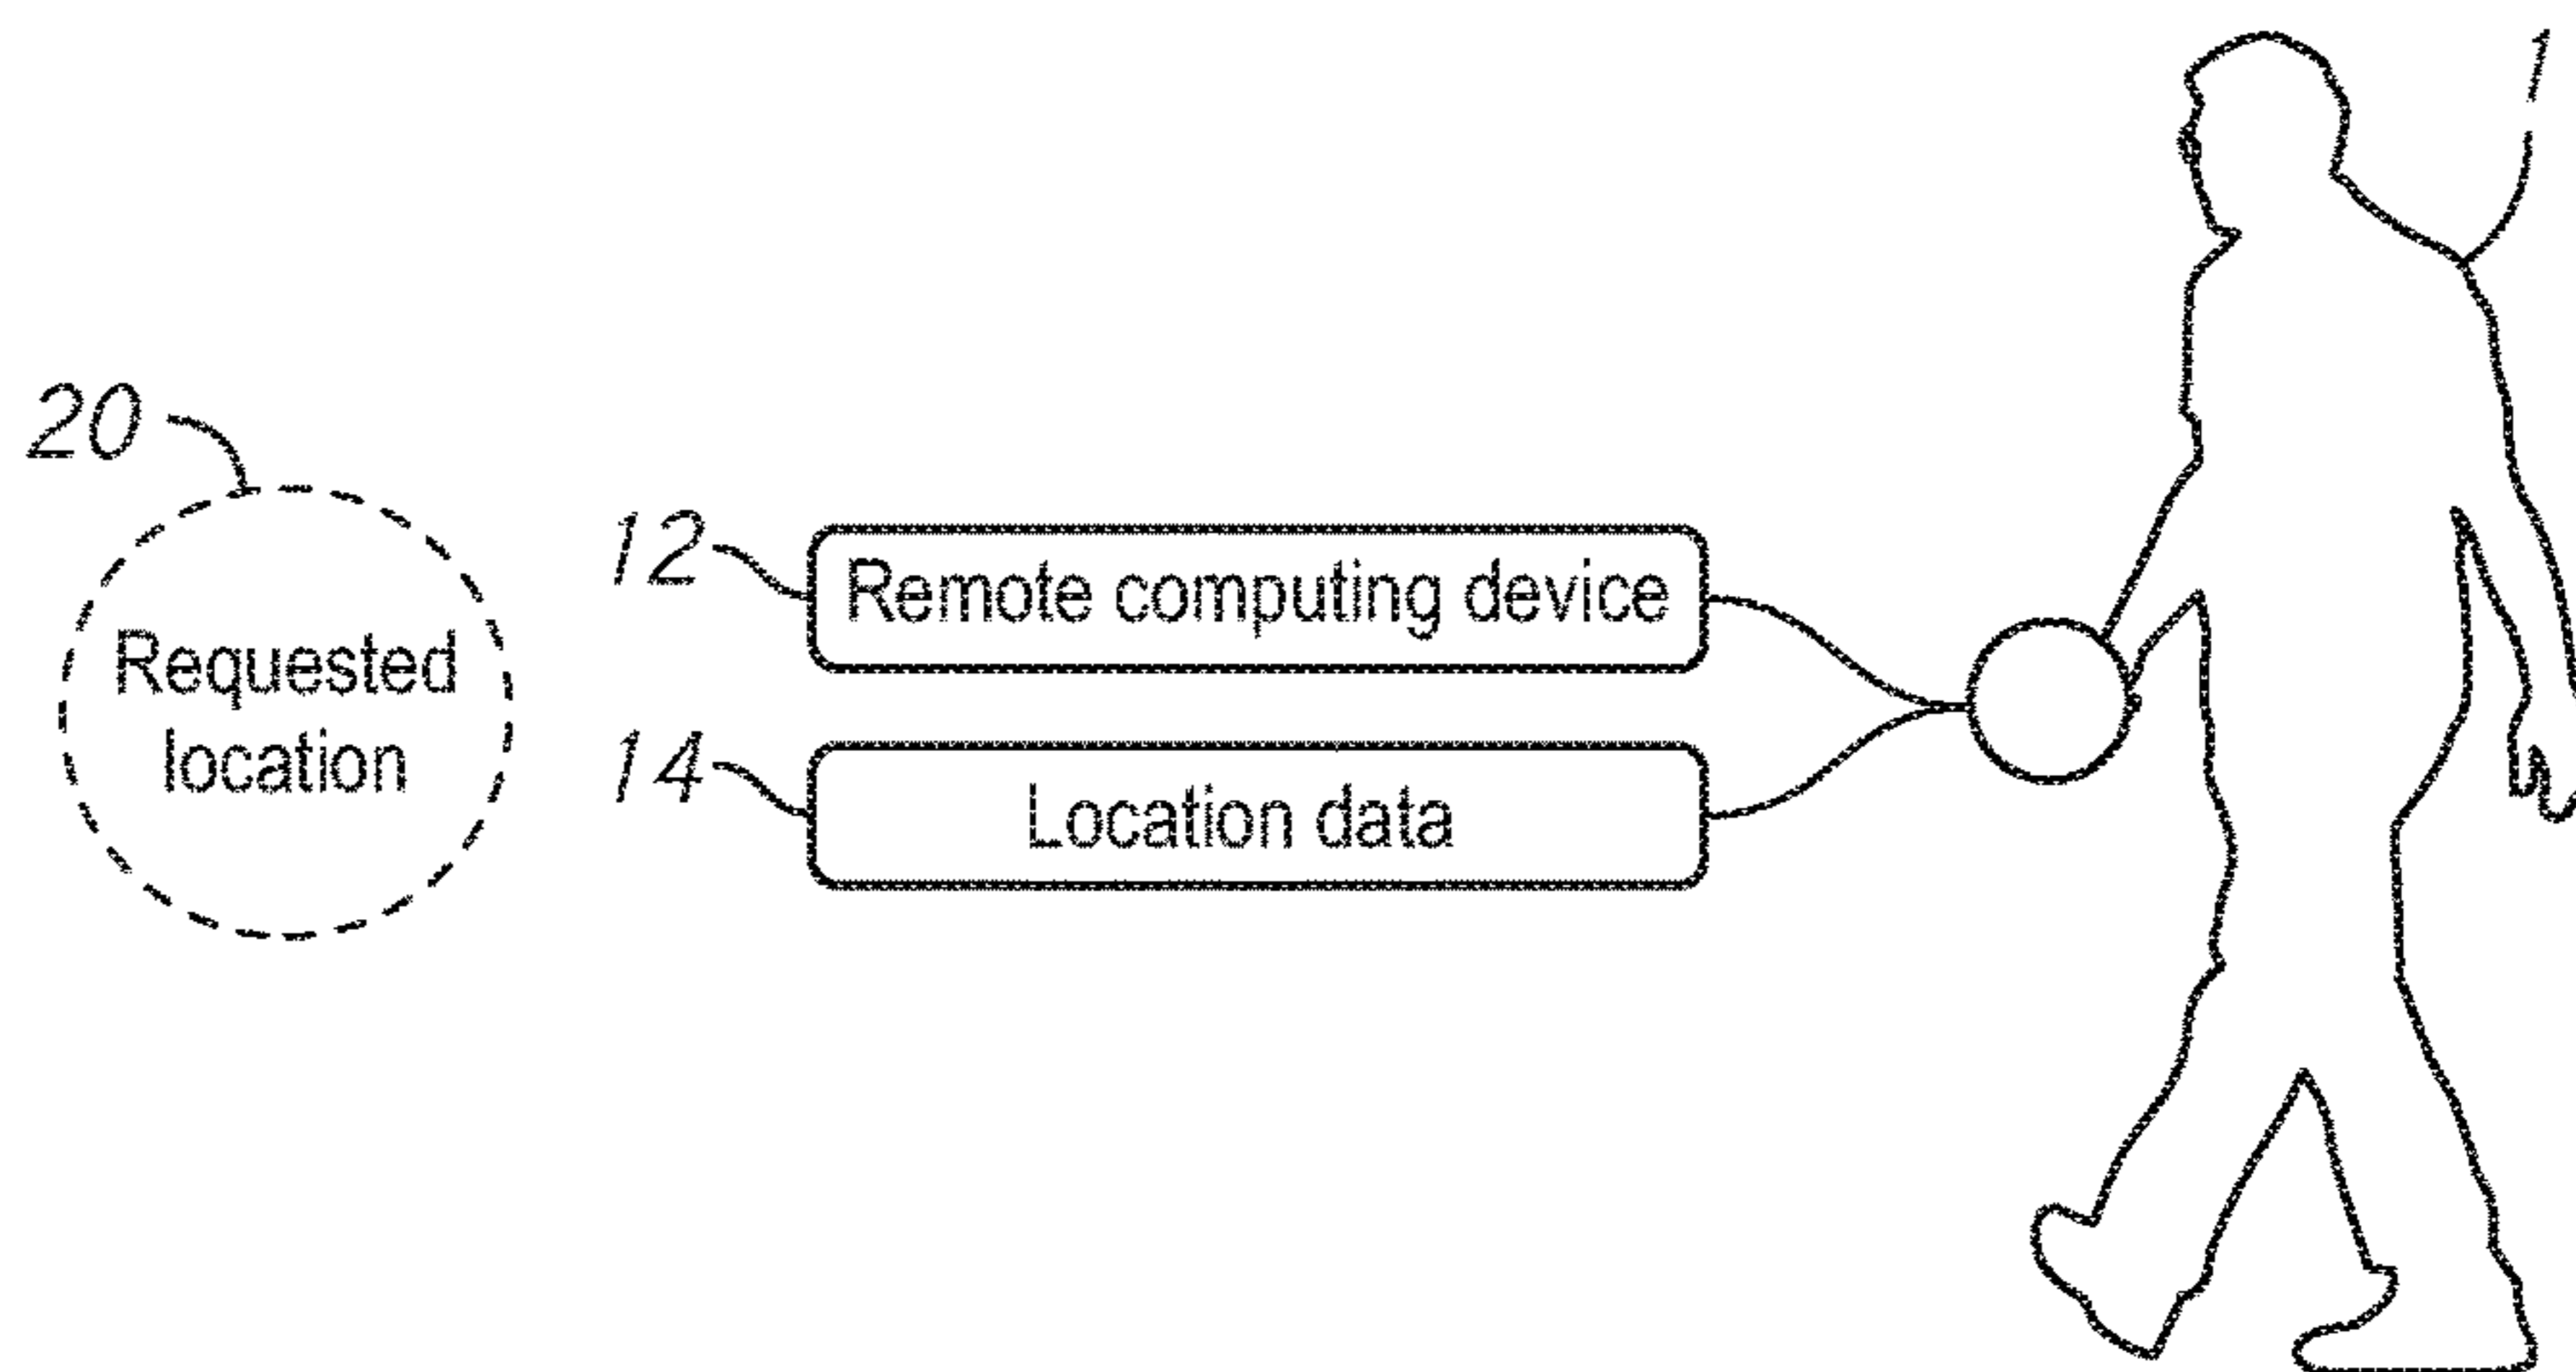 1
20
12
Remote computing device
Requested
location
14
Location data